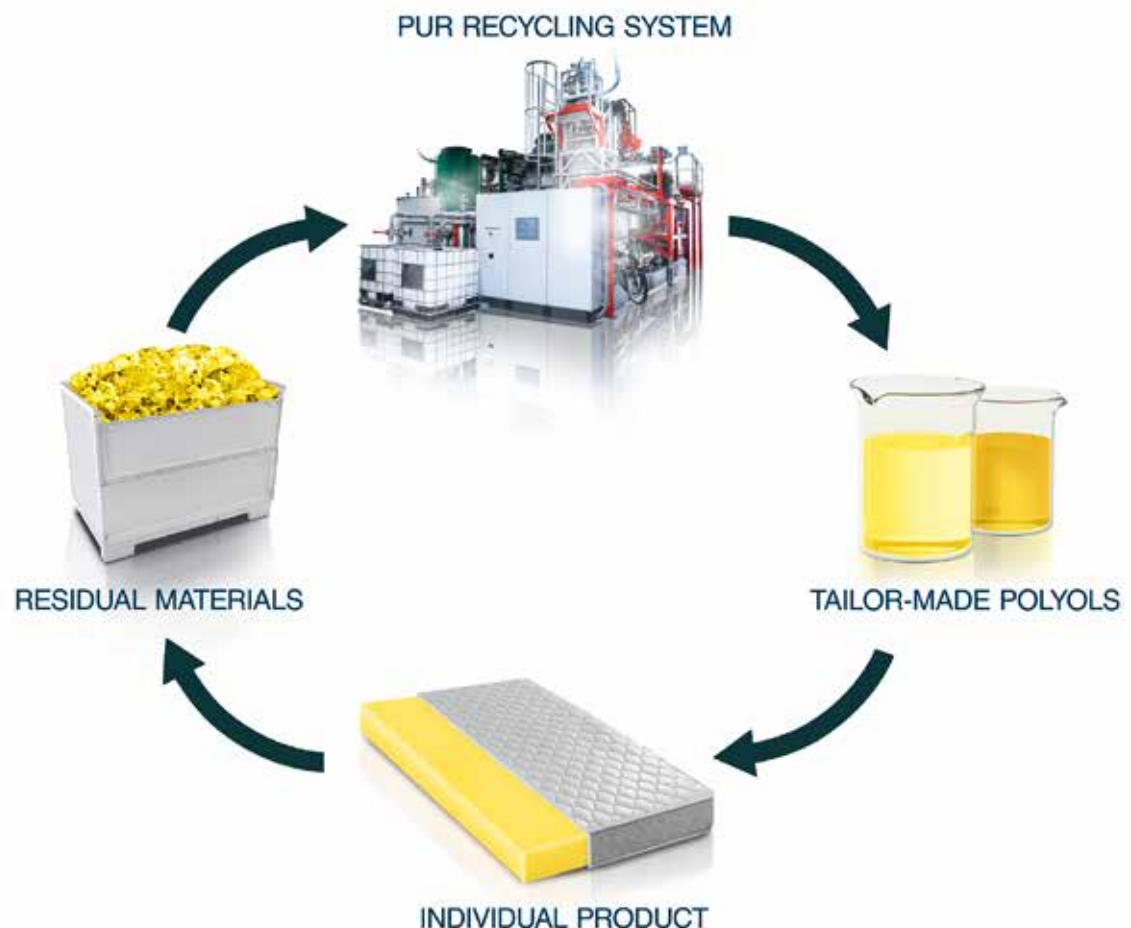 PUR RECYCLING SYSTEM
RESIDUAL MATERIALS
TAILOR-MADE POLYOLS
INDIVIDUAL PRODUCT